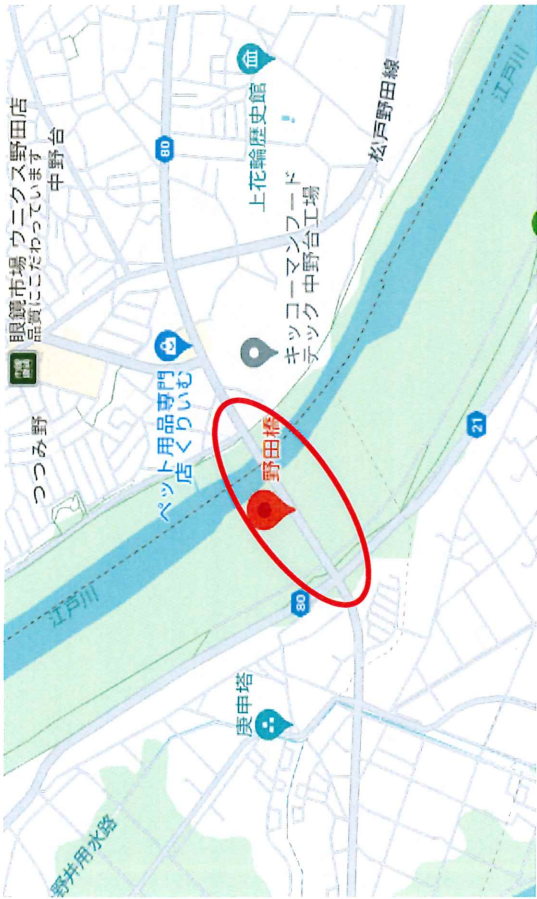 眼鏡市場 ウニクス野田店
品質にこだわっています
中野台
つつみ野
80
上花輪歴史館
ペット用品専門
店くりいむ
キッコーマンフード
テック 中野台工場
松戸野田線
江戸川
野田橋
江戸川
80
21
庚申塔
野井用水路